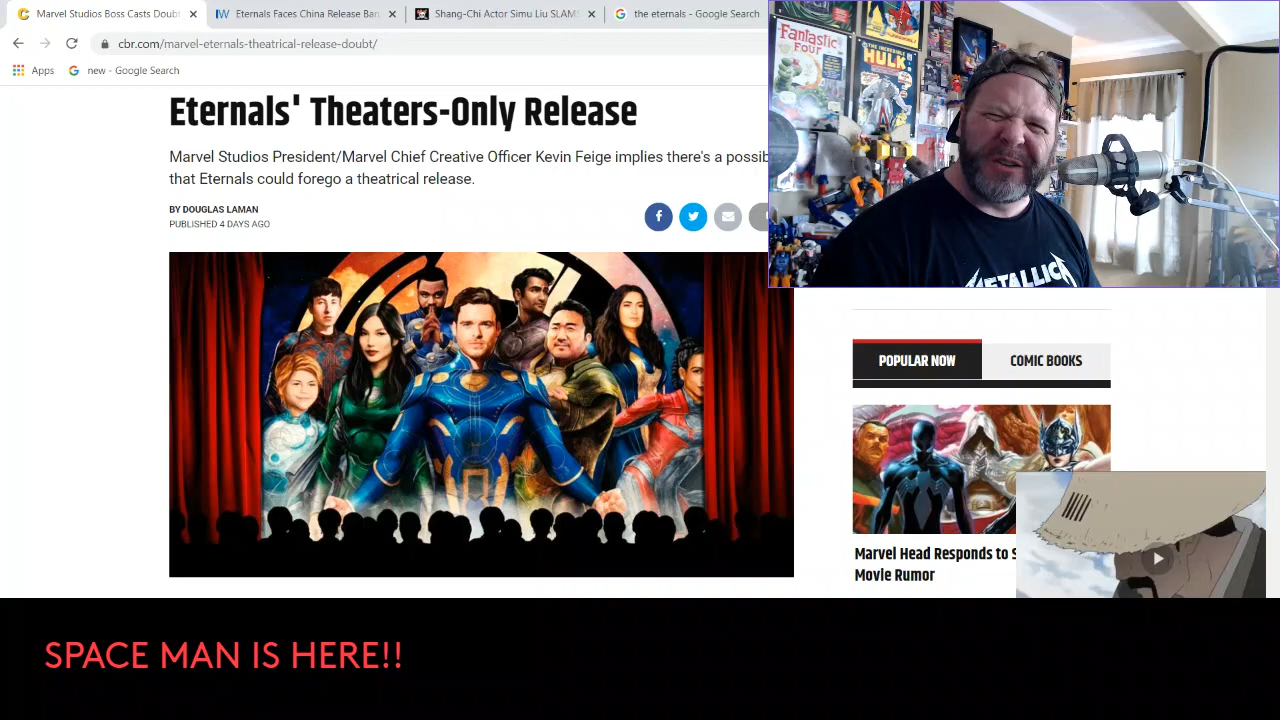 Marvel Studios Boss Casts Doubt
Eternals Faces China Release Ban
Shang-Chi Actor Simu Liu SLAMS
the eternals - Google Search
cbr.com/marvel-eternals-theatrical-release-doubt/
Apps
new - Google Search
Eternals' Theaters-Only Release
Marvel Studios President/Marvel Chief Creative Officer Kevin Feige implies there's a possib
that Eternals could forego a theatrical release.
BY DOUGLAS LAMAN
PUBLISHED 4 DAYS AGO
FANTASTIC FOUR
THE INCREDIBLE
HULK
METALLICA
POPULAR NOW
COMIC BOOKS
Marvel Head Responds to S
Movie Rumor
SPACE MAN IS HERE!!